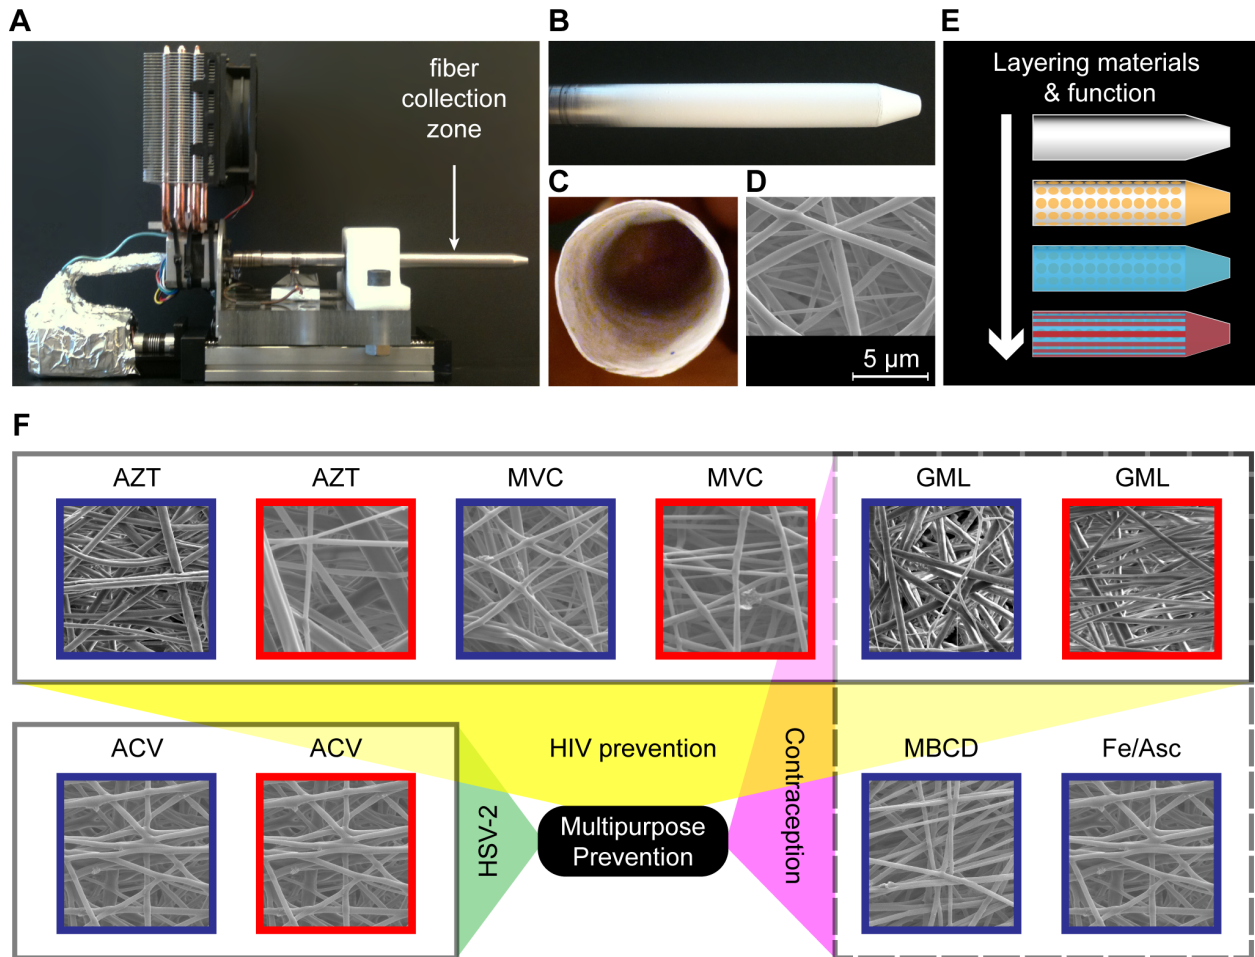 A
fiber
collection
zone
B
C
D
5 µm
E
Layering materials
& function
F
AZT
AZT
MVC
MVC
GML
GML
ACV
ACV
HSV-2
HIV prevention
Multipurpose
Prevention
Contraception
MBCD
Fe/Asc